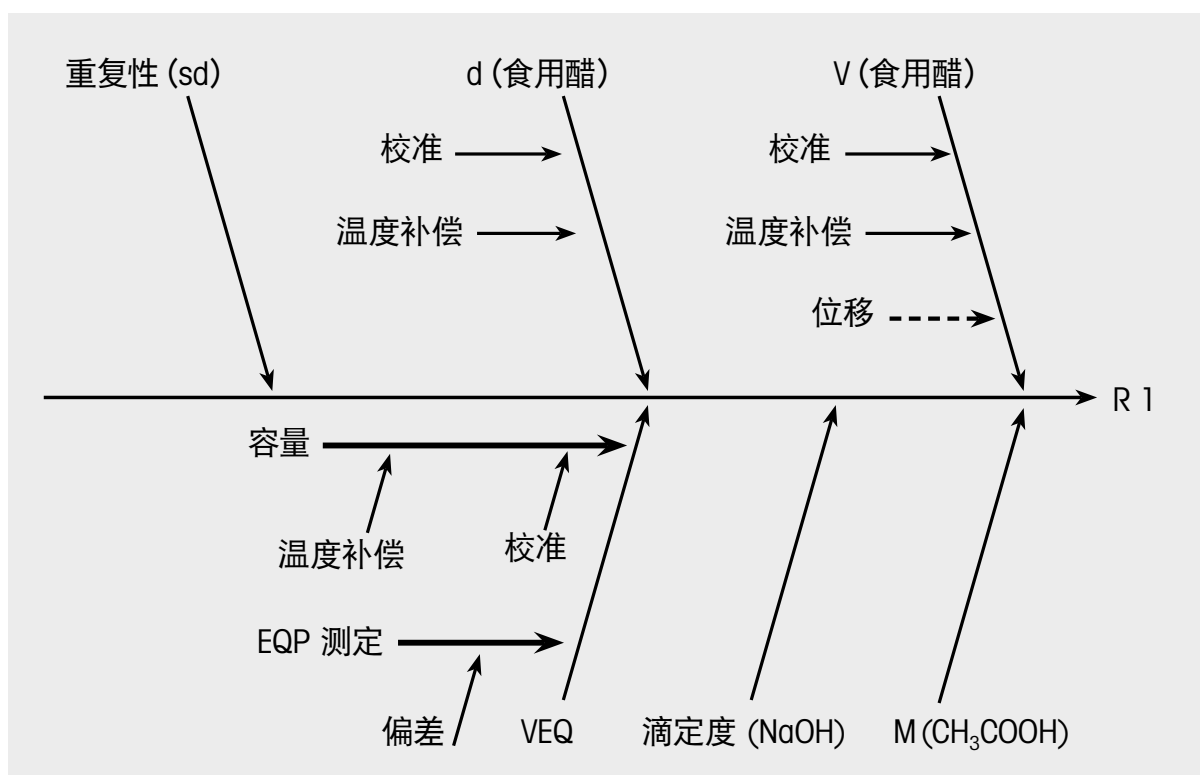 重复性 (sd)
d (食用醋)
V (食用醋)
校准
校准
温度补偿
温度补偿
位移
R 1
容量
温度补偿
校准
EQP 测定
偏差
VEQ
滴定度 (NaOH)
M (CH₃COOH)